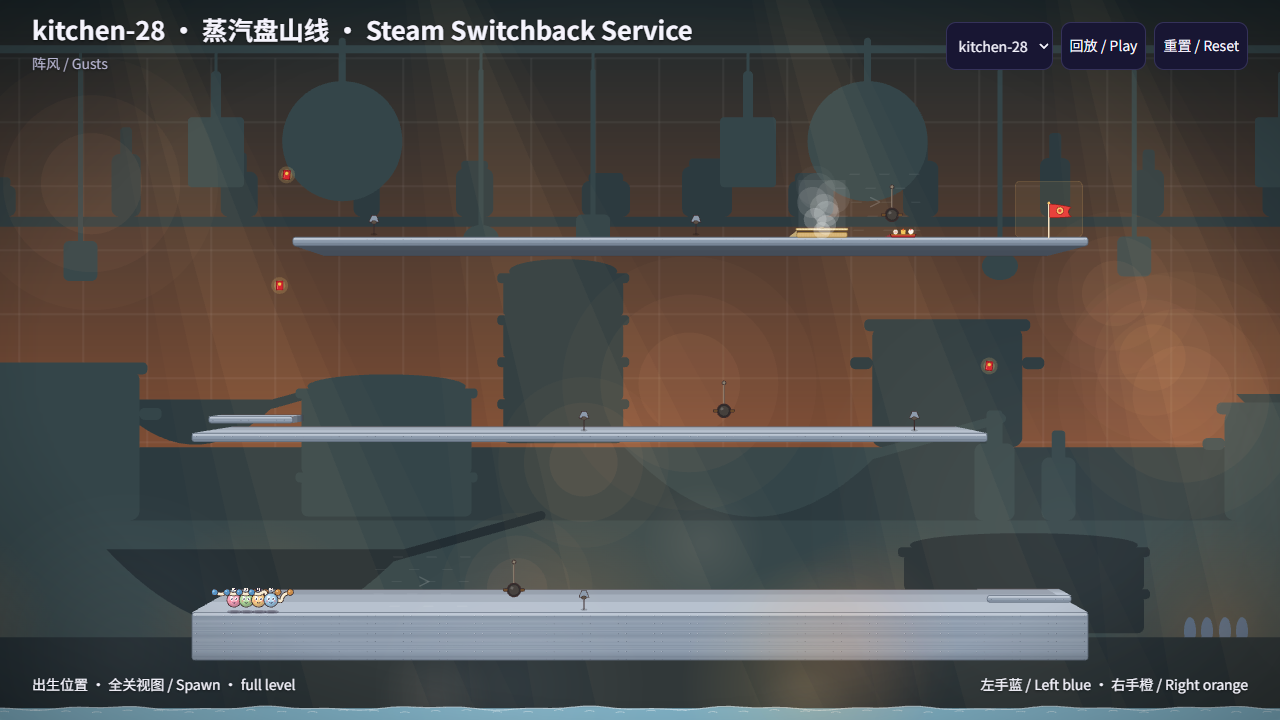 kitchen-28 • 蒸汽盘山线 • Steam Switchback Service
阵风 / Gusts
kitchen-28
回放 / Play
重置 / Reset
出生位置 • 全关视图 / Spawn • full level
左手蓝 / Left blue • 右手橙 / Right orange